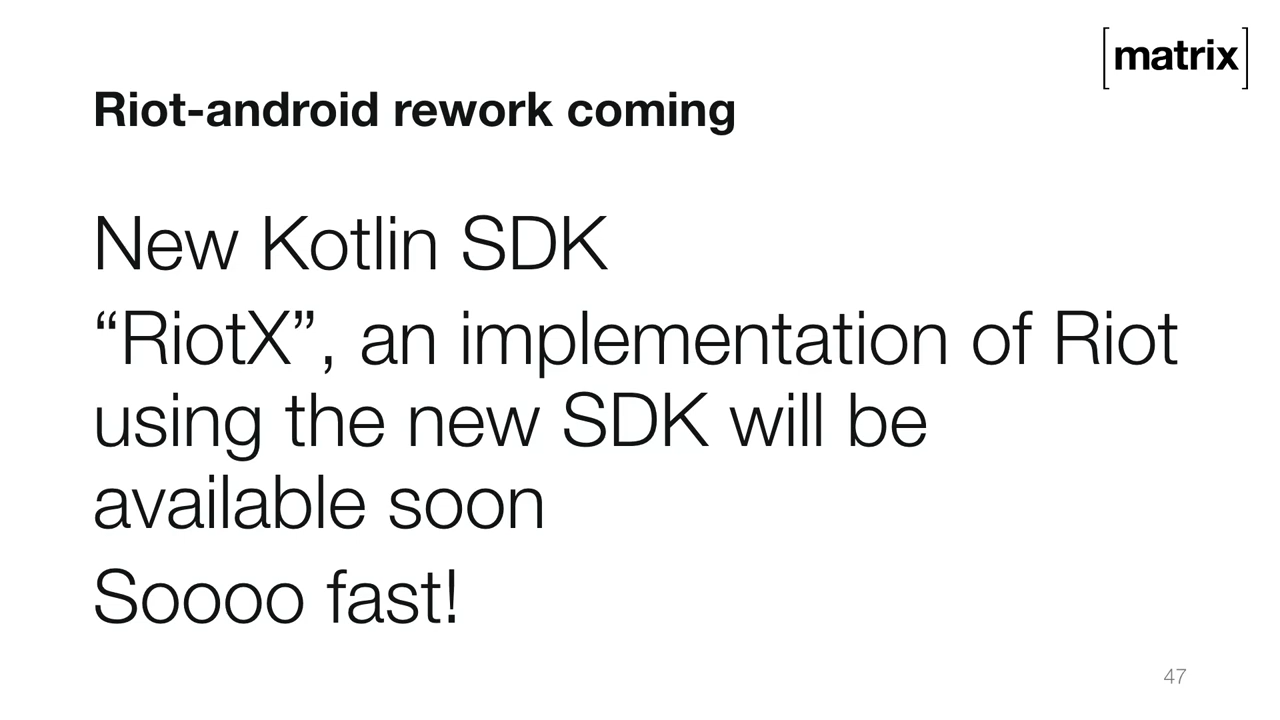 [matrix]
Riot-android rework coming
New Kotlin SDK
“RiotX”, an implementation of Riot
using the new SDK will be
available soon
Soooo fast!
47